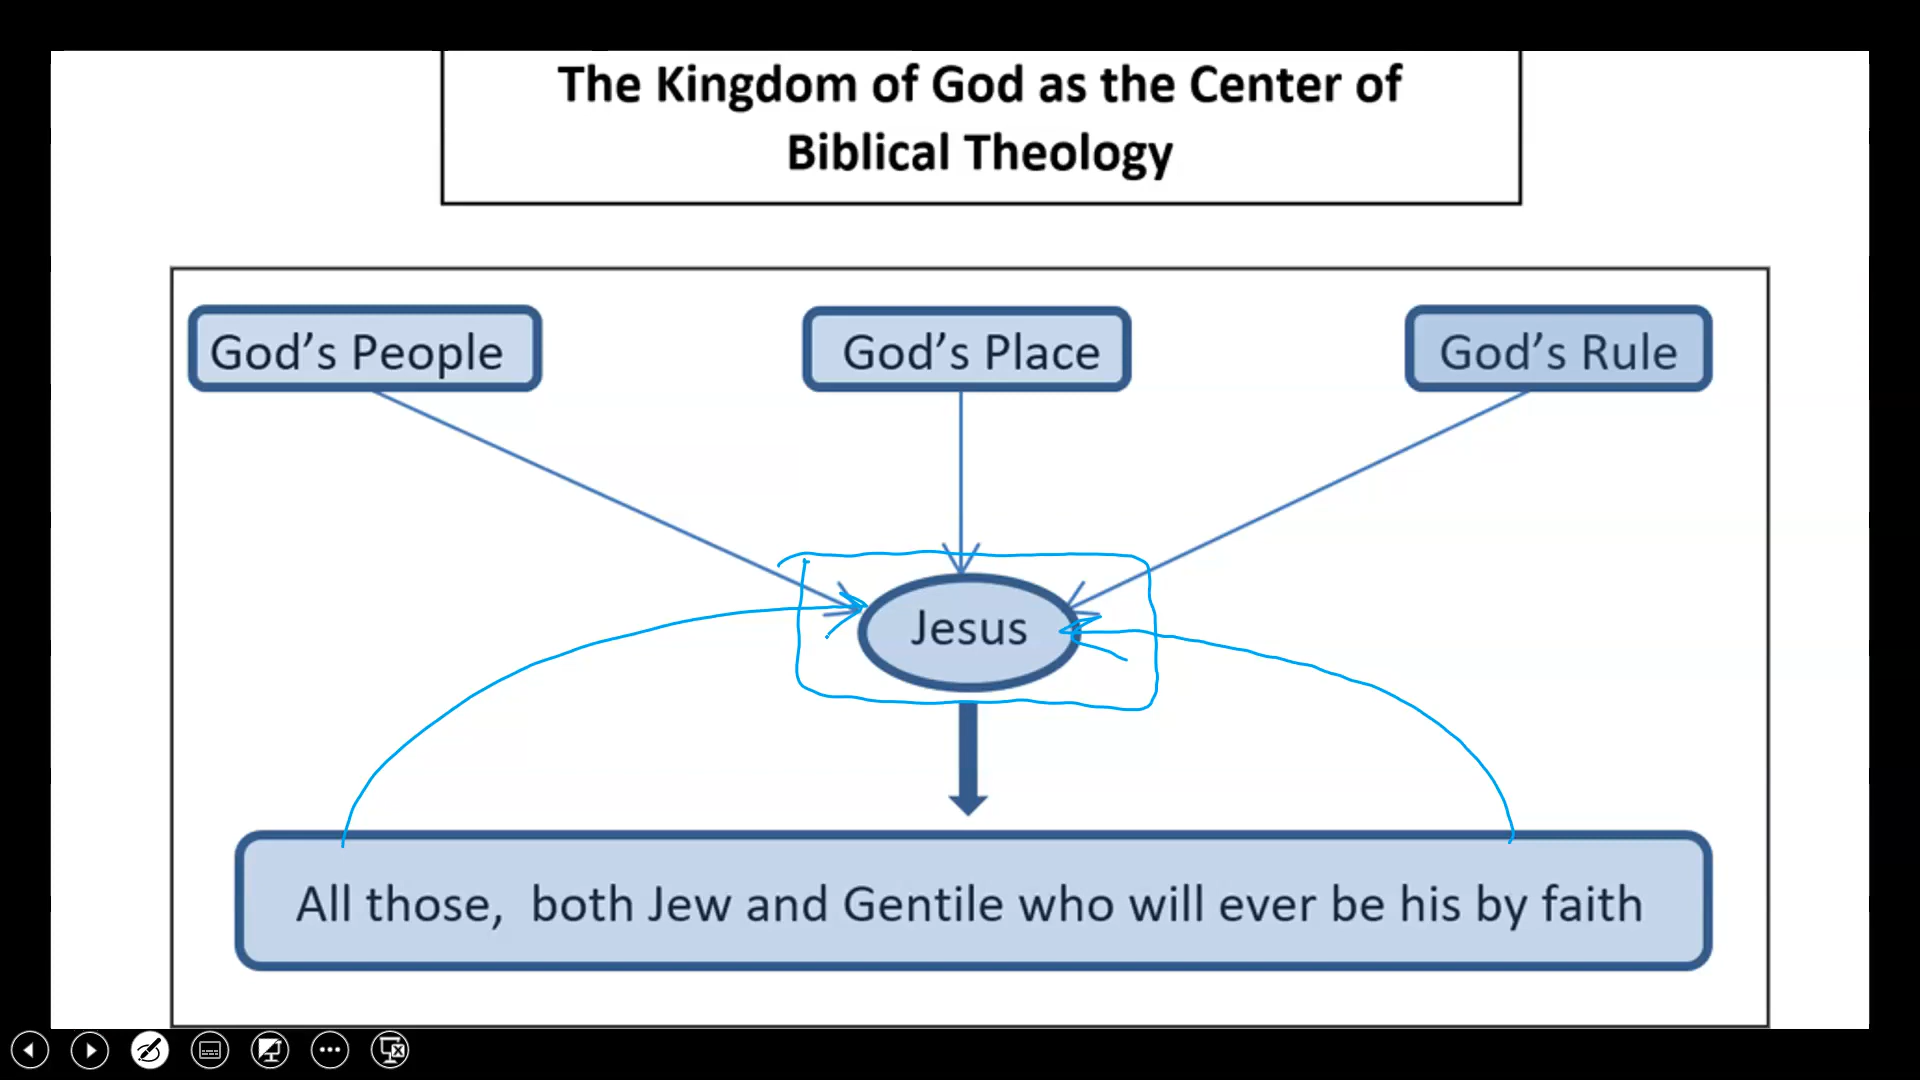 The Kingdom of God as the Center of
Biblical Theology
God’s People
God’s Place
God’s Rule
Jesus
All those, both Jew and Gentile who will ever be his by faith